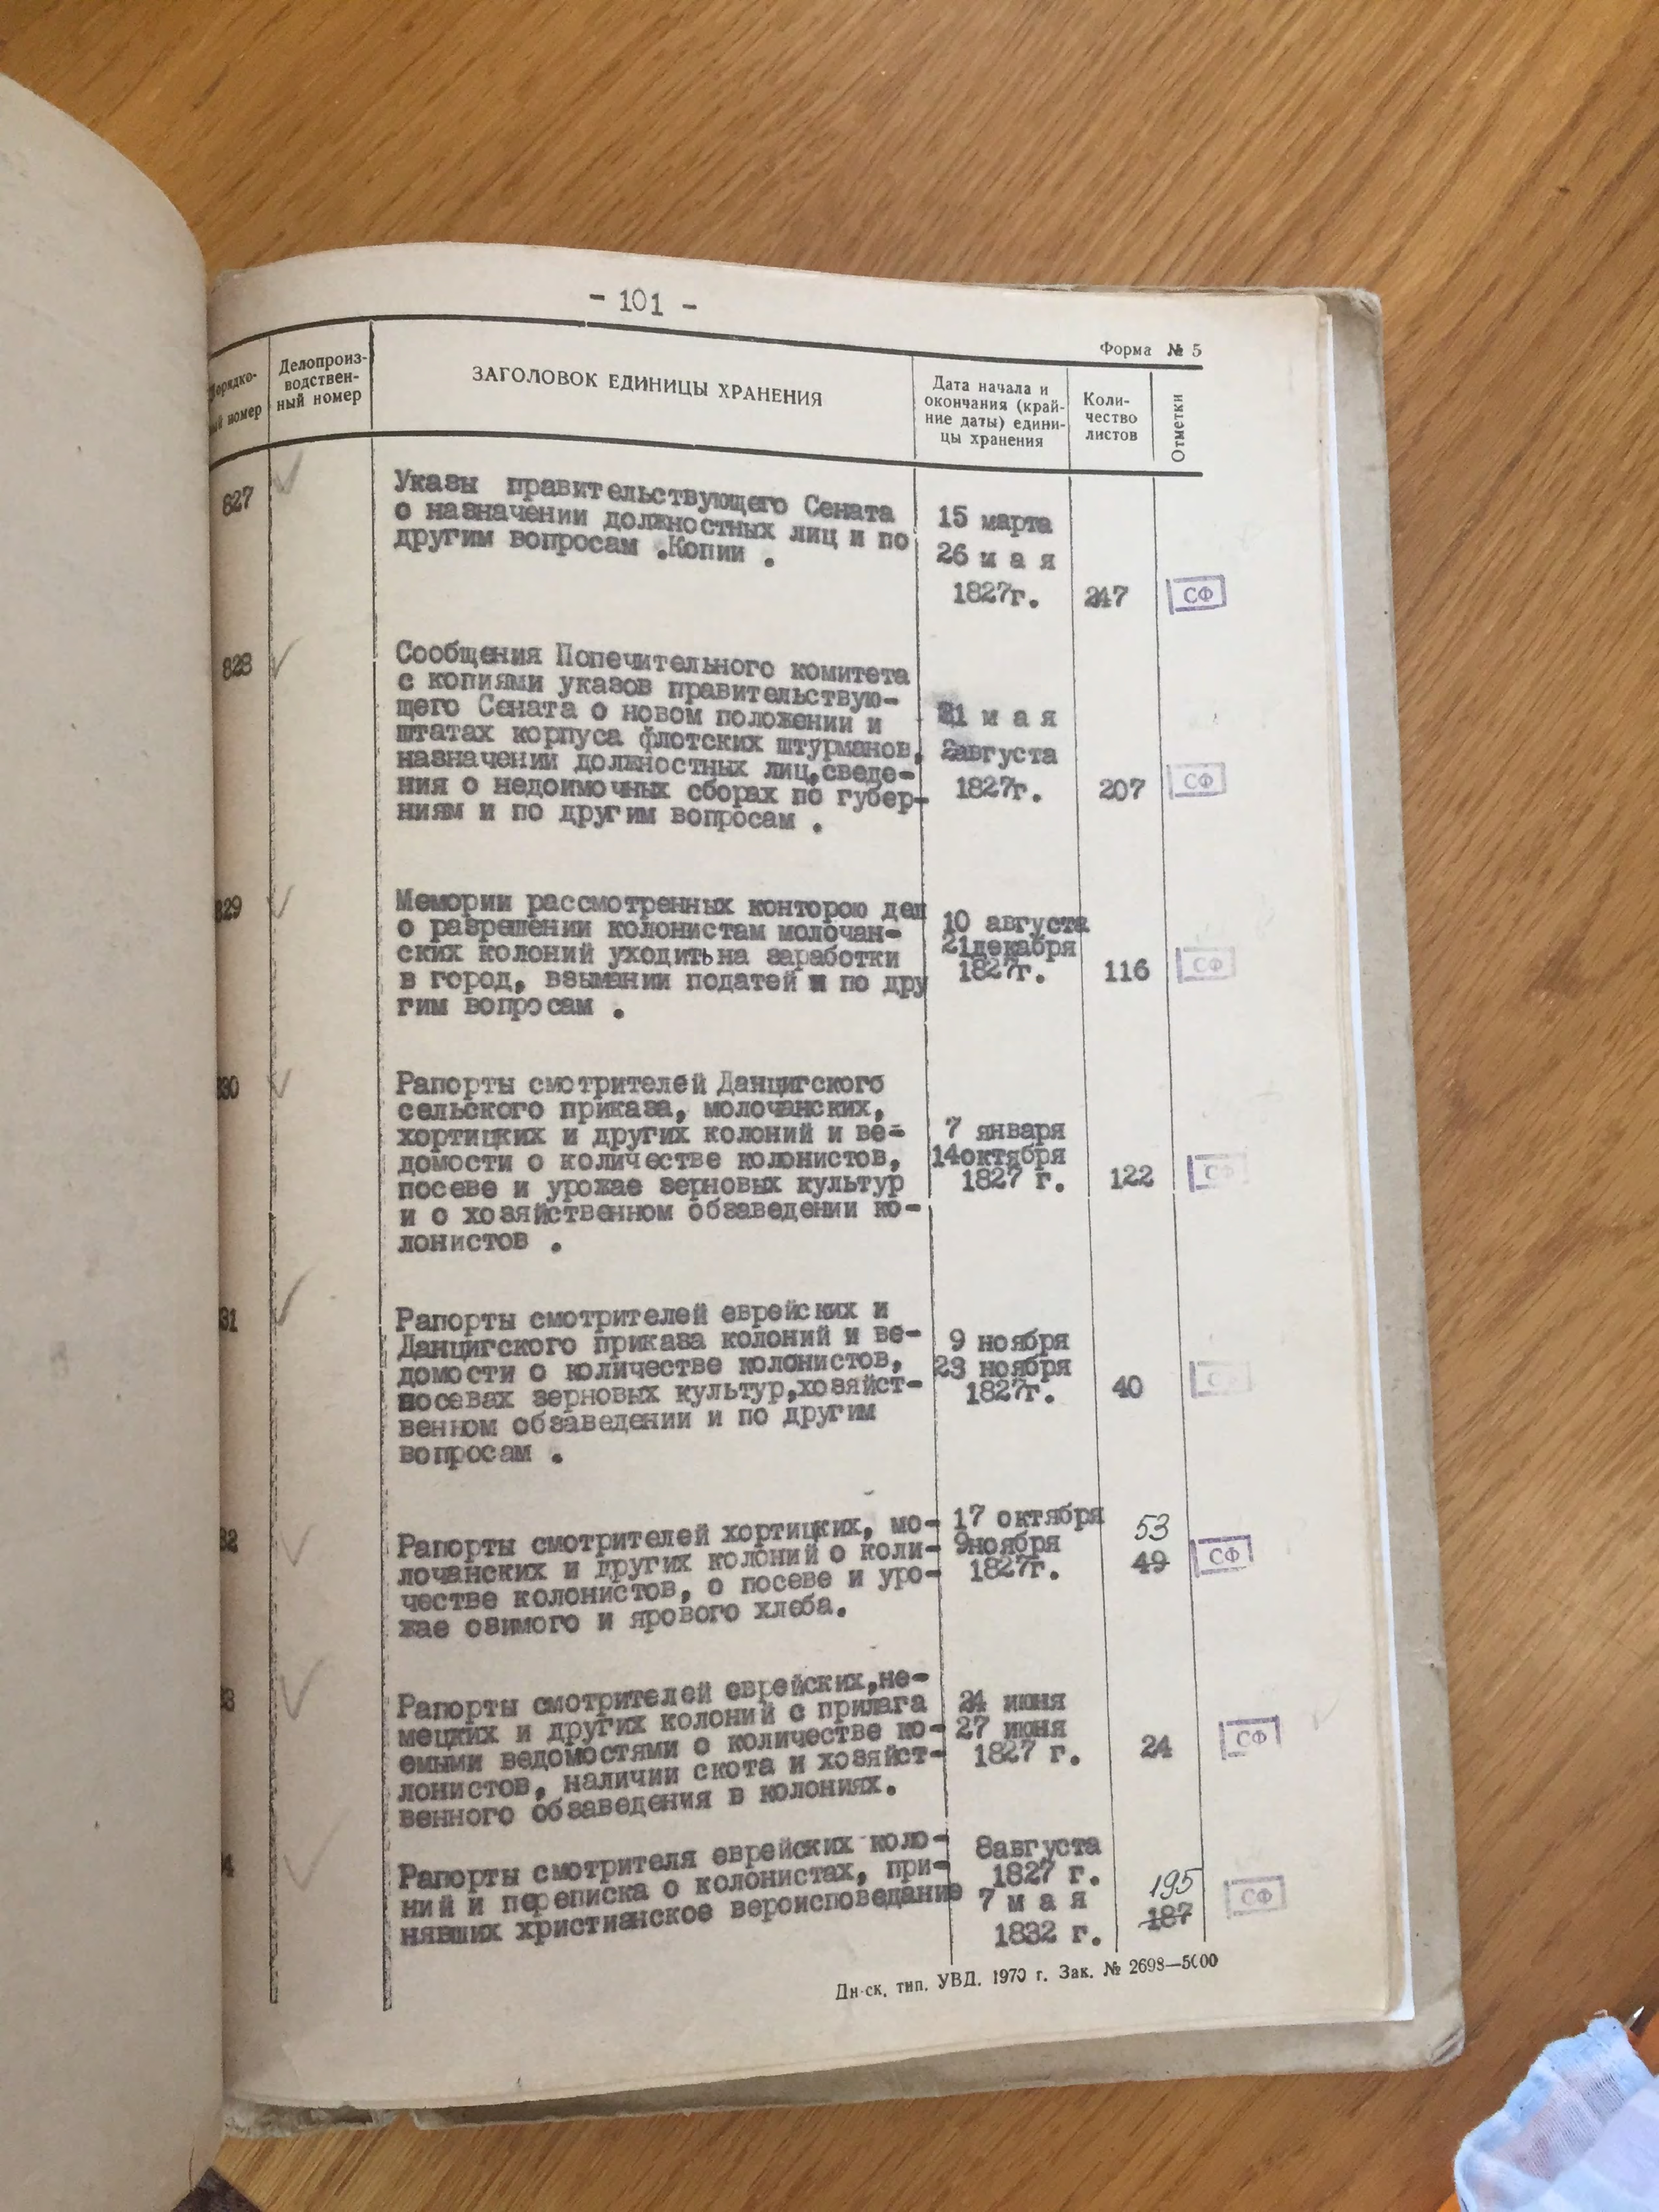 - 101 -
Форма № 5
Порядко-
вый номер
Делопроиз-
водствен-
ный номер
ЗАГОЛОВОК ЕДИНИЦЫ ХРАНЕНИЯ
Дата начала и
окончания (край-
ние даты) едини-
цы хранения
Коли-
чество
листов
Отметки
827
Указы правительствующего Сената
о назначении должностных лиц и по
другим вопросам .Копии .
15 марта
26 м а я
1827г.
247
СФ
828
Сообщения Попечительного комитета
с копиями указов правительствую-
щего Сената о новом положении и
штатах корпуса флотских штурманов,
назначении должностных лиц,сведе-
ния о недоимочных сборах по губер-
ниям и по другим вопросам .
1 м а я
2августа
1827г.
207
СФ
829
Мемории рассмотренных конторою дел
о разрешении колонистам молочан-
ских колоний уходить на заработки
в город, взымании податей и по дру
гим вопросам .
10 августа
21декабря
1827г.
116
СФ
830
Рапорты смотрителей Данцигского
сельского приказа, молочанских,
хортицких и других колоний и ве-
домости о количестве колонистов,
посеве и урожае зерновых культур
и о хозяйственном обзаведении ко-
лонистов .
7 января
14октября
1827 г.
122
СФ
31
Рапорты смотрителей еврейских и
Данцигского приказа колоний и ве-
домости о количестве колонистов,
посевах зерновых культур,хозяйст-
венном обзаведении и по другим
вопросам .
9 ноября
23 ноября
1827г.
40
СФ
32
Рапорты смотрителей хортицких, мо-
лочанских и других колоний о коли-
честве колонистов, о посеве и уро-
жае озимого и ярового хлеба.
17 октября
9ноября
1827г.
53
49
СФ
3
Рапорты смотрителей еврейских,не-
мецких и других колоний с прилага
емыми ведомостями о количестве ко-
лонистов, наличии скота и хозяйст-
венного обзаведения в колониях.
24 июня
27 июня
1827 г.
24
СФ
4
Рапорты смотрителя еврейских коло-
ний и переписка о колонистах, при-
нявших христианское вероисповедание
8августа
1827 г.
7 м а я
1832 г.
195
187
СФ
Дн-ск, тип. УВД. 1970 г. Зак. № 2698—5000